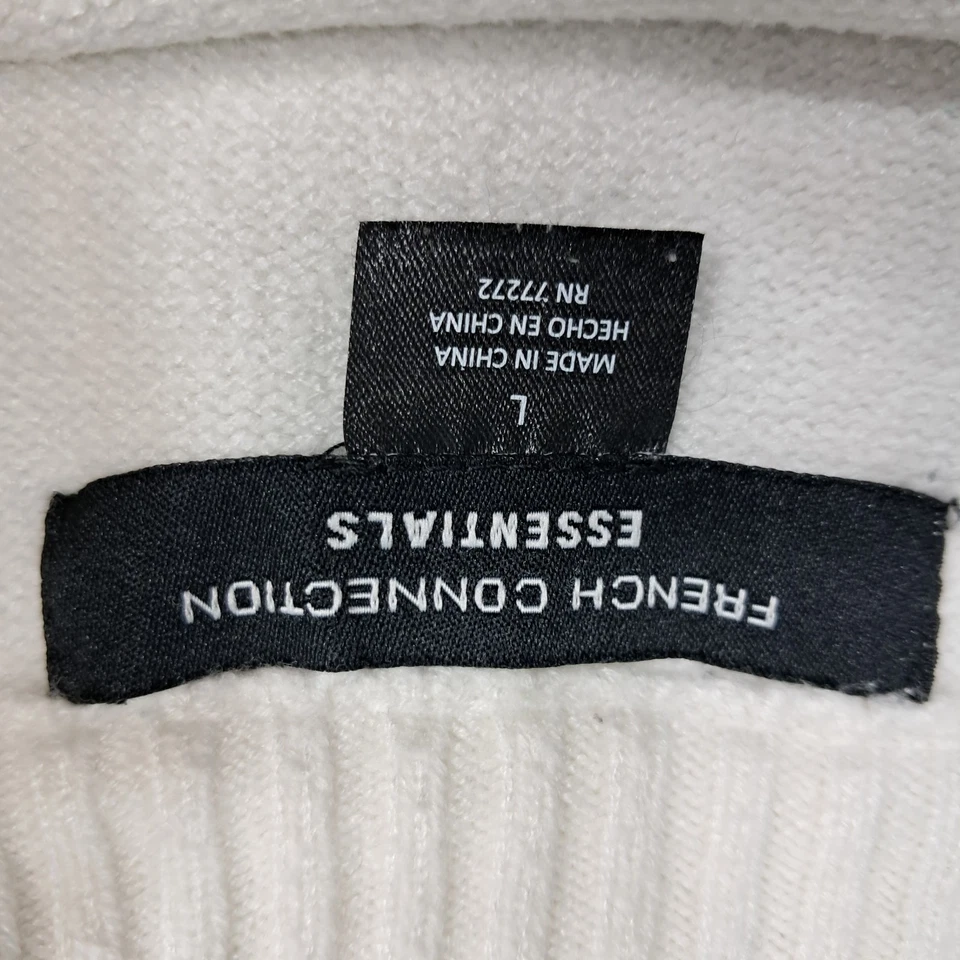 FRENCH CONNECTION
ESSENTIALS
L
MADE IN CHINA
HECHO EN CHINA
RN 77272